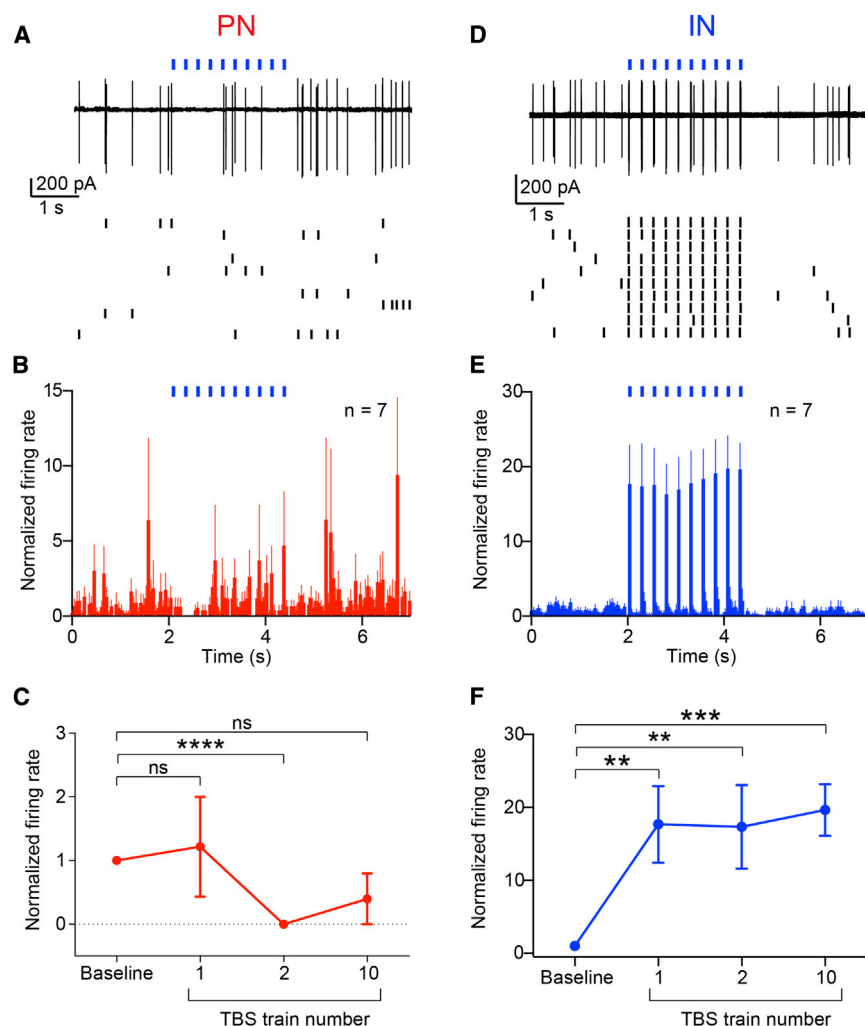 A
PN
200 pA
1 s
B
15
10
5
0
Normalized firing rate
n = 7
0 2 4 6
Time (s)
C
3
2
1
0
Normalized firing rate
ns
****
ns
Baseline 1 2 10
TBS train number
D
IN
200 pA
1 s
E
30
20
10
0
Normalized firing rate
n = 7
0 2 4 6
Time (s)
F
30
20
10
0
Normalized firing rate
***
**
**
Baseline 1 2 10
TBS train number